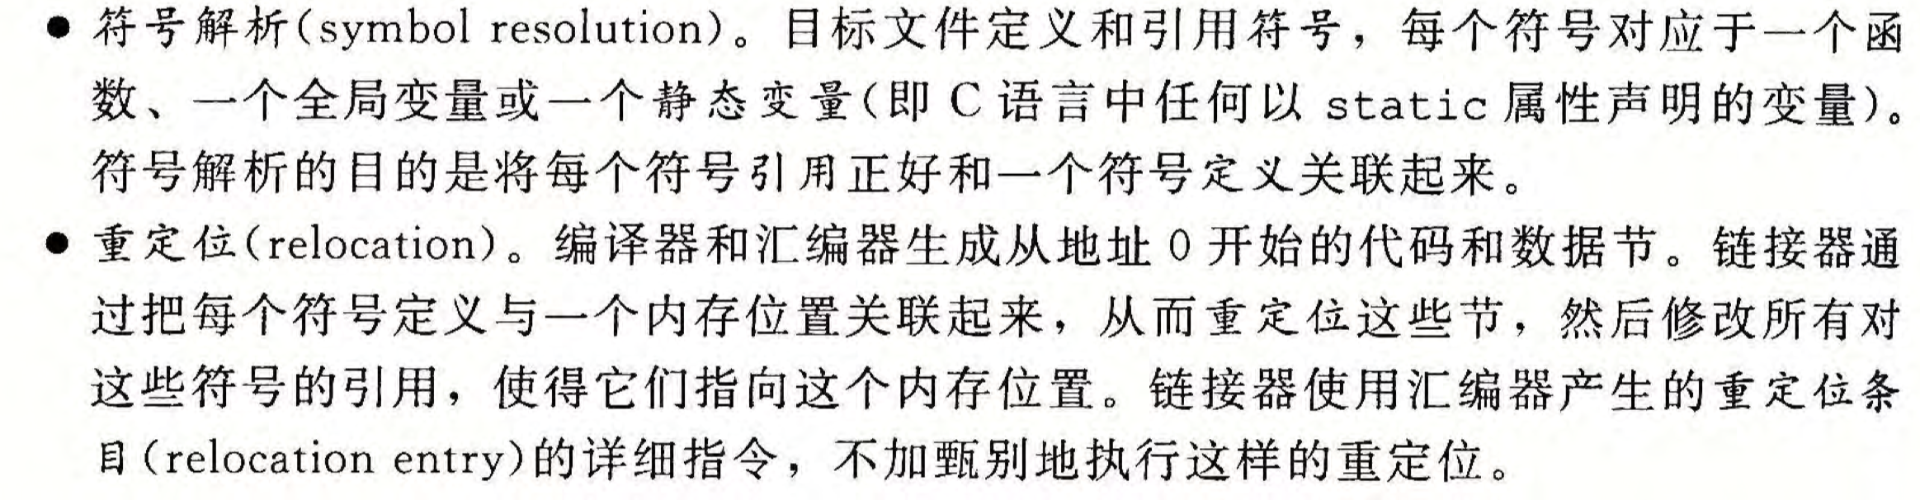 ● 符号解析(symbol resolution)。目标文件定义和引用符号，每个符号对应于一个函
数、一个全局变量或一个静态变量(即 C 语言中任何以 static 属性声明的变量)。
符号解析的目的是将每个符号引用正好和一个符号定义关联起来。
● 重定位(relocation)。编译器和汇编器生成从地址 0 开始的代码和数据节。链接器通
过把每个符号定义与一个内存位置关联起来，从而重定位这些节，然后修改所有对
这些符号的引用，使得它们指向这个内存位置。链接器使用汇编器产生的重定位条
目(relocation entry)的详细指令，不加甄别地执行这样的重定位。